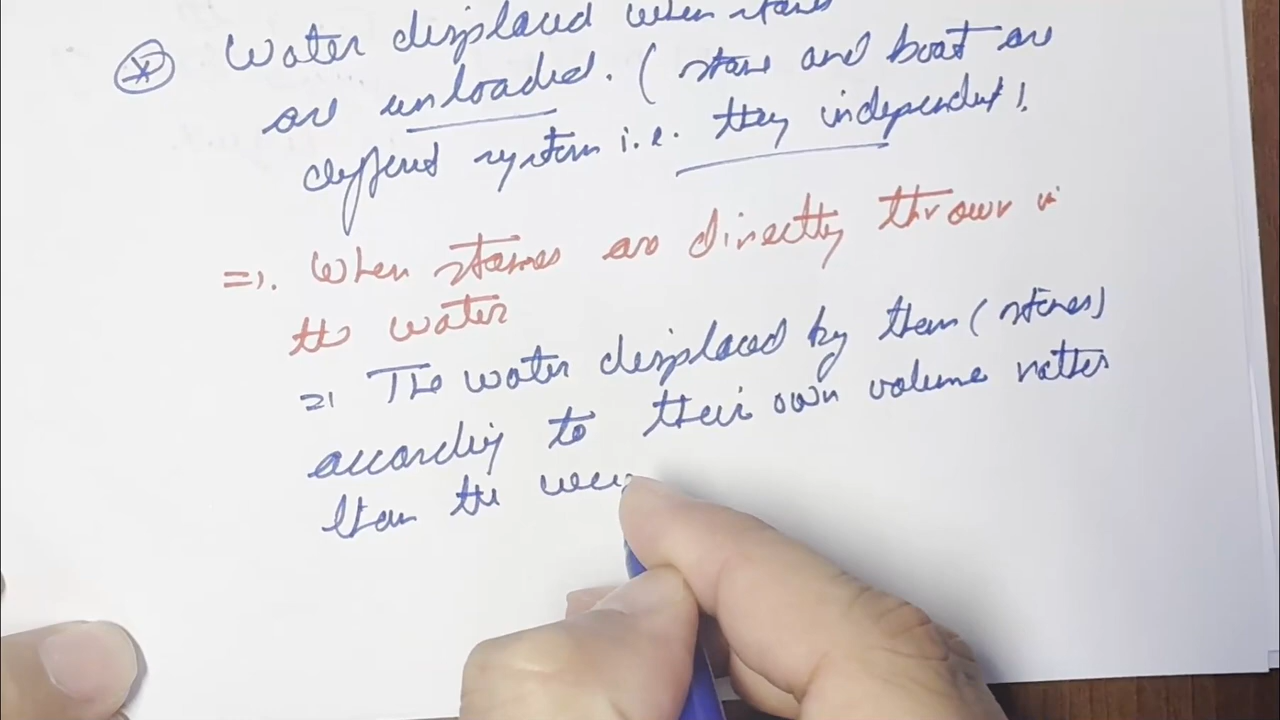 Water displaced when stones
are unloaded. (stone and boat are
different system i.e. they independent).
=). When stones are directly thrown in
the water
=) The water displaced by them (stones)
according to their own volume rather
than the wei